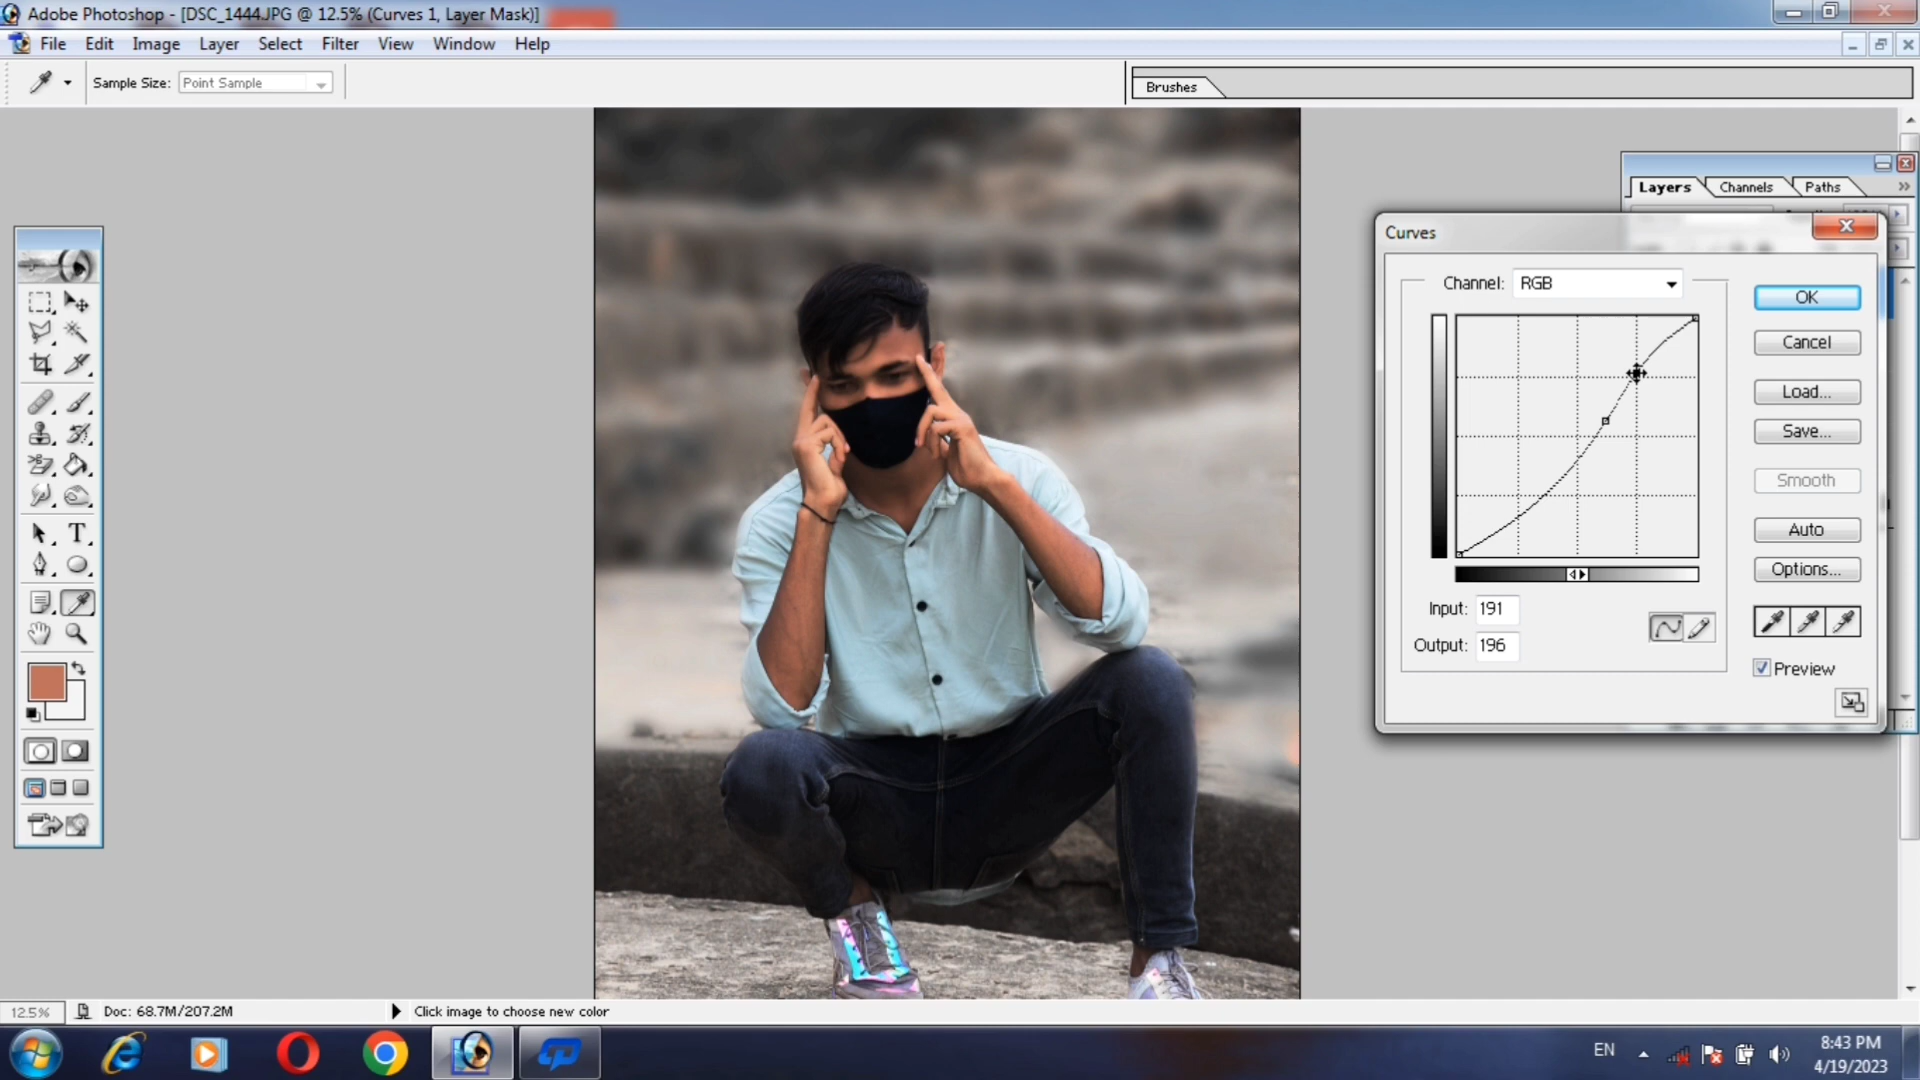 Adobe Photoshop - [DSC_1444.JPG @ 12.5% (Curves 1, Layer Mask)]
File Edit Image Layer Select Filter View Window Help
Sample Size: Point Sample
Brushes
Layers Channels Paths
Curves
Channel: RGB
OK
Cancel
Load...
Save...
Smooth
Auto
Options...
Input: 191
Output: 196
Preview
12.5% Doc: 68.7M/207.2M Click image to choose new color
EN
8:43 PM
4/19/2023